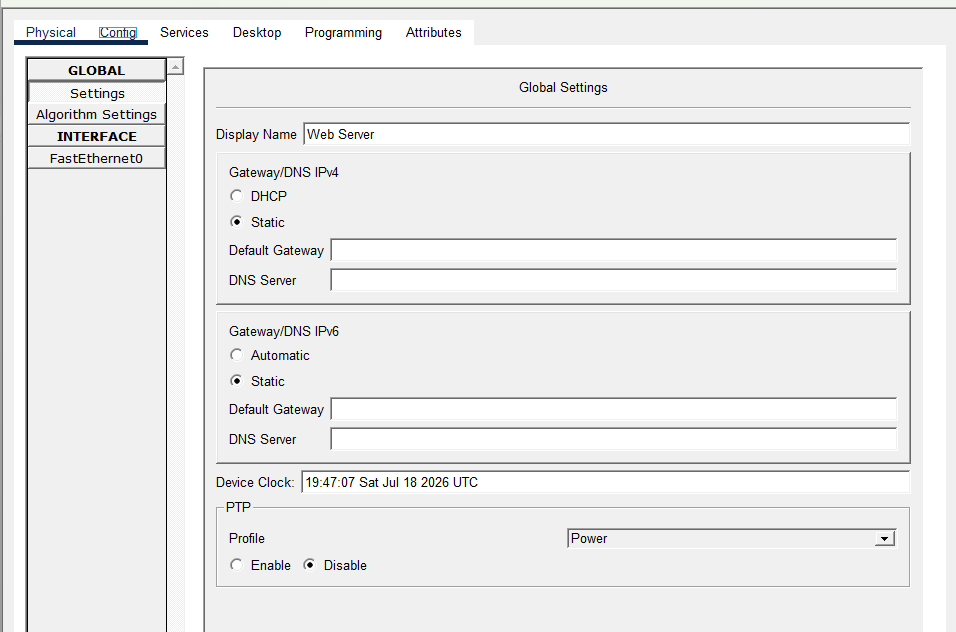 Physical Config Services Desktop Programming Attributes
GLOBAL
Settings
Algorithm Settings
INTERFACE
FastEthernet0
Global Settings
Display Name Web Server
Gateway/DNS IPv4
DHCP
Static
Default Gateway
DNS Server
Gateway/DNS IPv6
Automatic
Static
Default Gateway
DNS Server
Device Clock: 19:47:07 Sat Jul 18 2026 UTC
PTP
Profile Power
Enable Disable